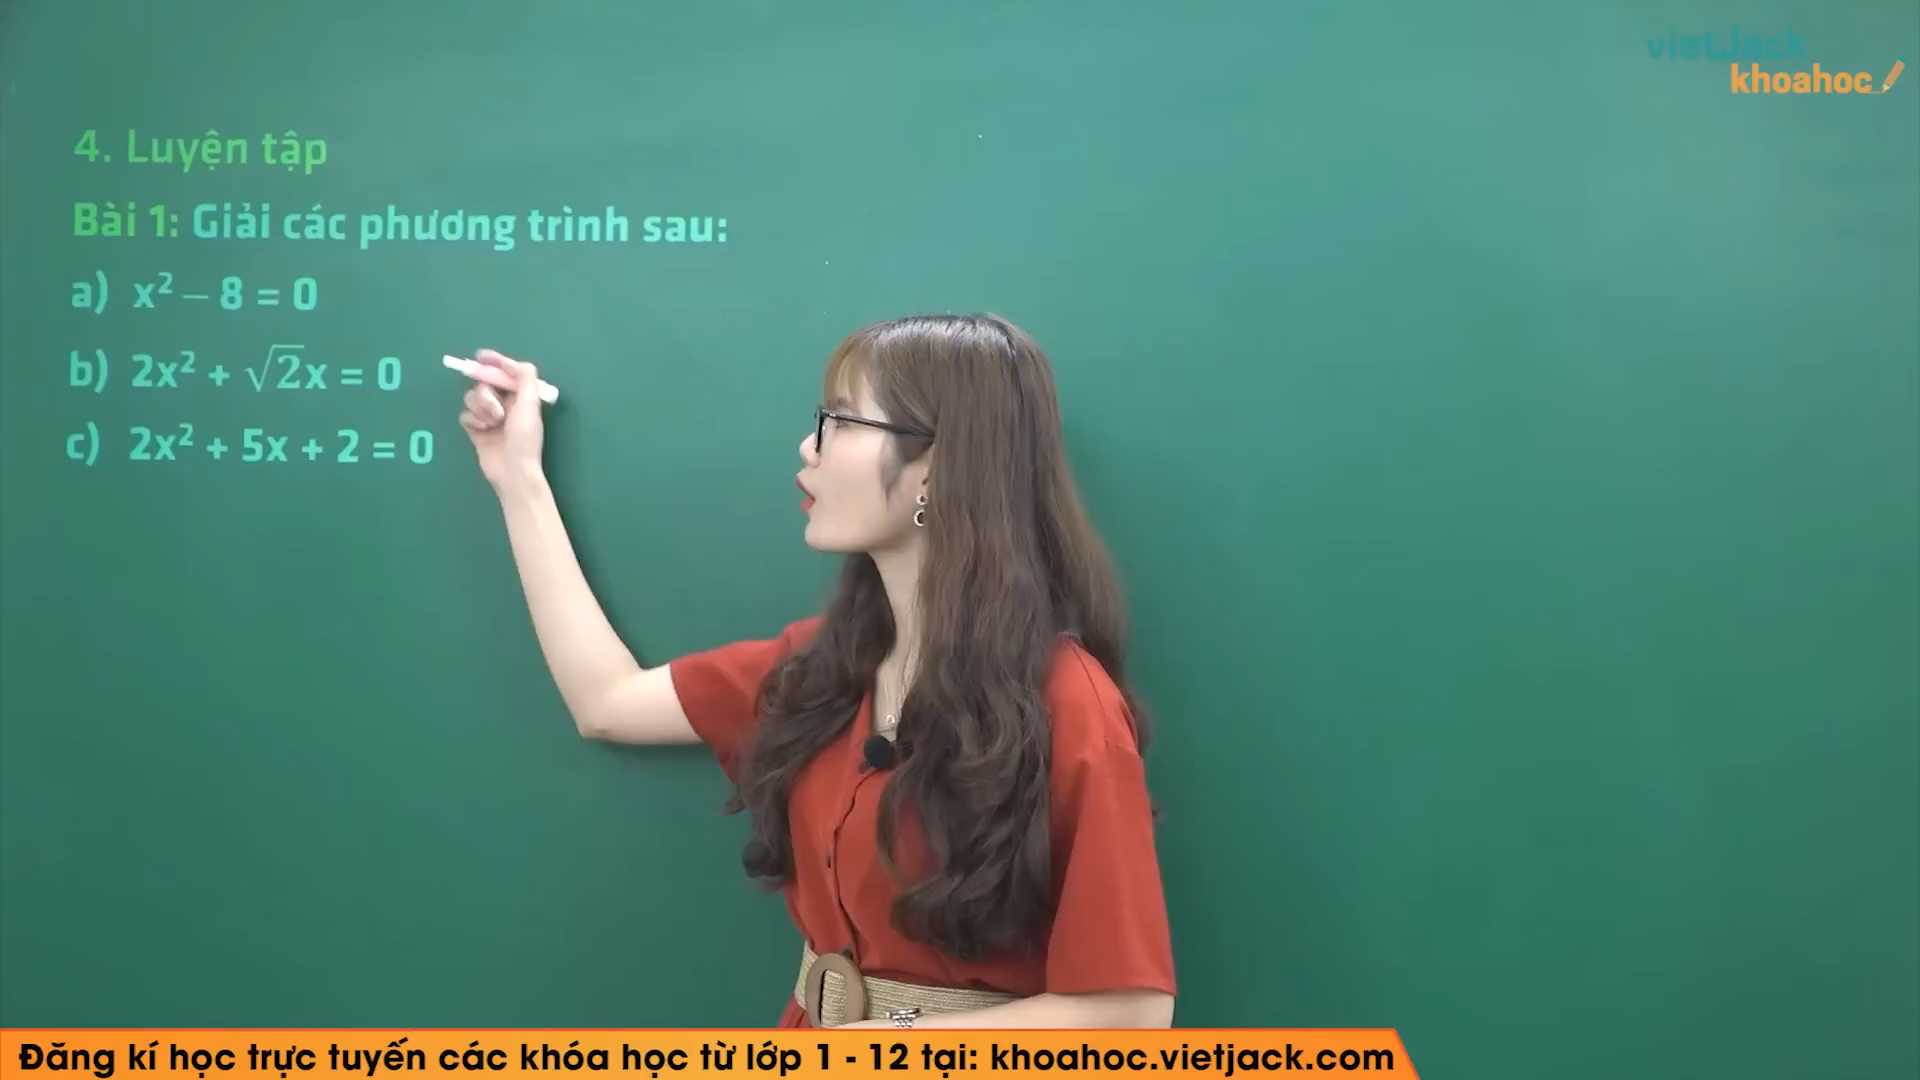 vietJack
khoahoc
4. Luyện tập
Bài 1: Giải các phương trình sau:
a) x² – 8 = 0
b) 2x² + √2x = 0
c) 2x² + 5x + 2 = 0
Đăng kí học trực tuyến các khóa học từ lớp 1 - 12 tại: khoahoc.vietjack.com